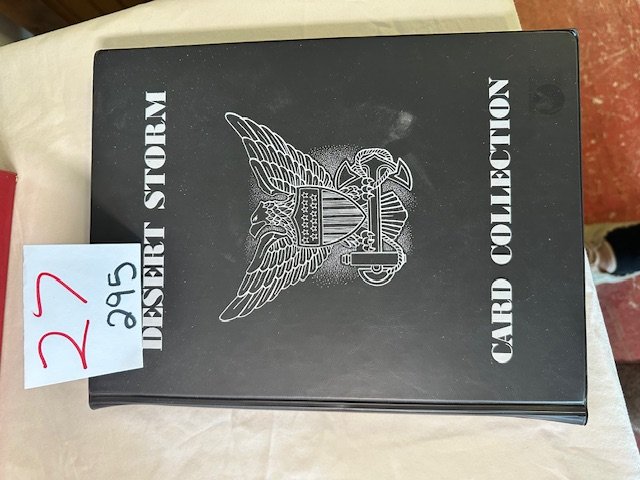 DESERT STORM
CARD COLLECTION
27
295